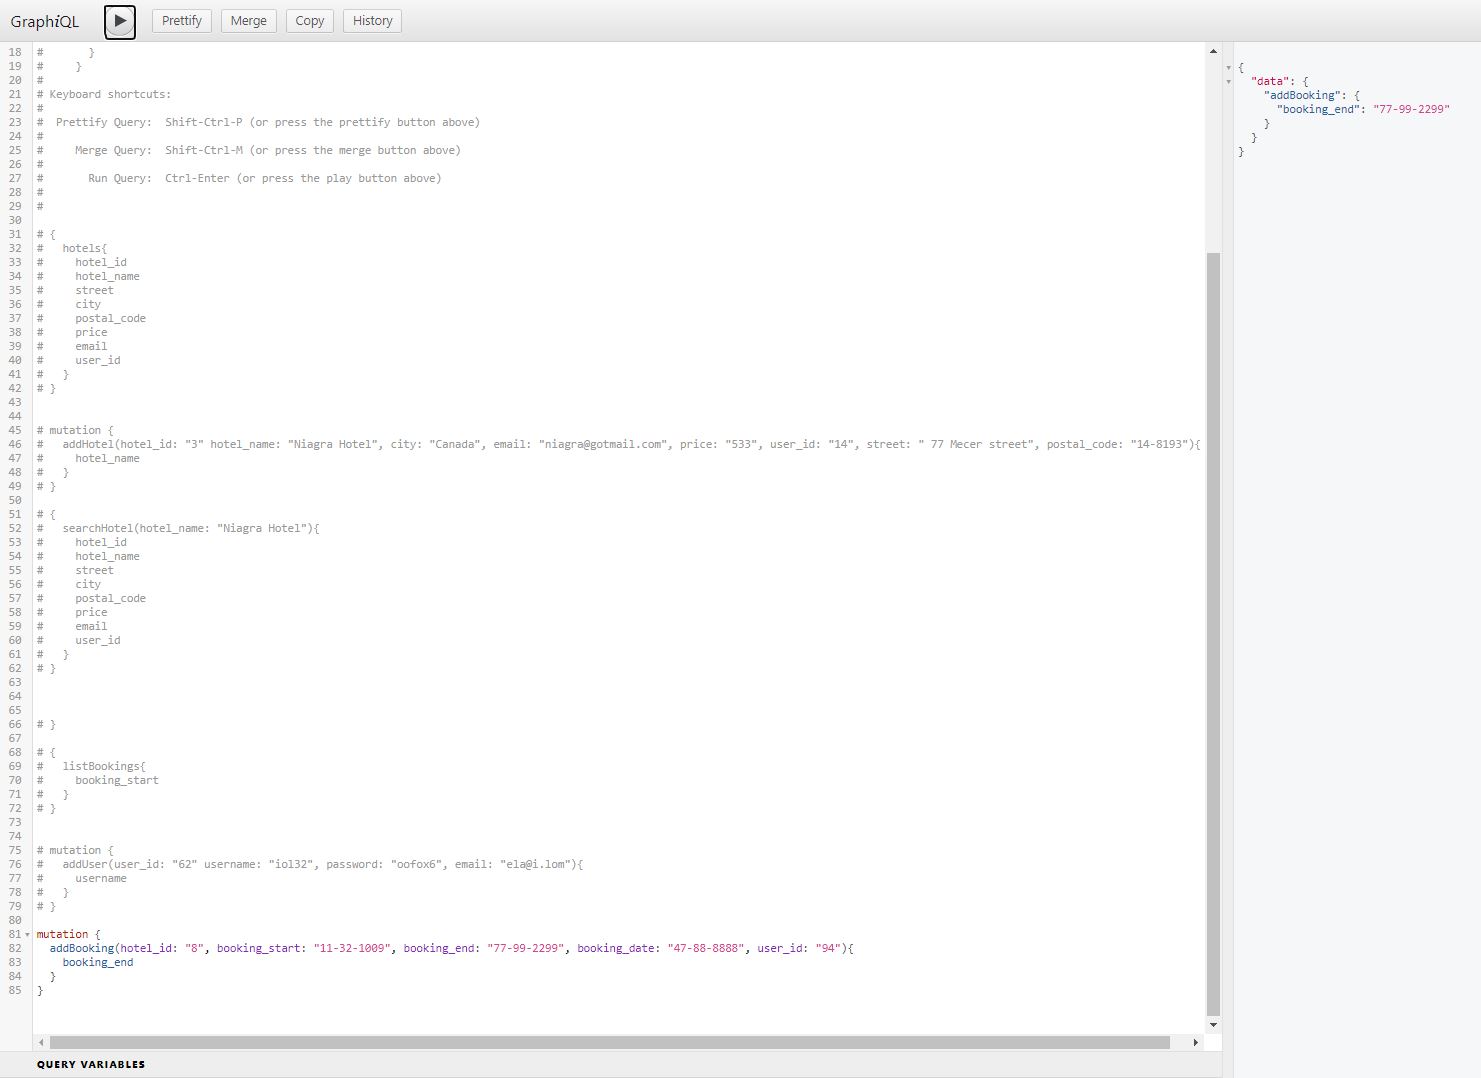 GraphiQL Prettify Merge Copy History
18 # }
19 # }
20 #
21 # Keyboard shortcuts:
22 #
23 # Prettify Query: Shift-Ctrl-P (or press the prettify button above)
24 #
25 # Merge Query: Shift-Ctrl-M (or press the merge button above)
26 #
27 # Run Query: Ctrl-Enter (or press the play button above)
28 #
29 #
30
31 # {
32 # hotels{
33 # hotel_id
34 # hotel_name
35 # street
36 # city
37 # postal_code
38 # price
39 # email
40 # user_id
41 # }
42 # }
43
44
45 # mutation {
46 # addHotel(hotel_id: "3" hotel_name: "Niagra Hotel", city: "Canada", email: "niagra@gotmail.com", price: "533", user_id: "14", street: " 77 Mecer street", postal_code: "14-8193"){
47 # hotel_name
48 # }
49 # }
50
51 # {
52 # searchHotel(hotel_name: "Niagra Hotel"){
53 # hotel_id
54 # hotel_name
55 # street
56 # city
57 # postal_code
58 # price
59 # email
60 # user_id
61 # }
62 # }
63
64
65
66 # }
67
68 # {
69 # listBookings{
70 # booking_start
71 # }
72 # }
73
74
75 # mutation {
76 # addUser(user_id: "62" username: "iol32", password: "oofox6", email: "ela@i.lom"){
77 # username
78 # }
79 # }
80
81 mutation {
82 addBooking(hotel_id: "8", booking_start: "11-32-1009", booking_end: "77-99-2299", booking_date: "47-88-8888", user_id: "94"){
83 booking_end
84 }
85 }
QUERY VARIABLES
{
"data": {
"addBooking": {
"booking_end": "77-99-2299"
}
}
}